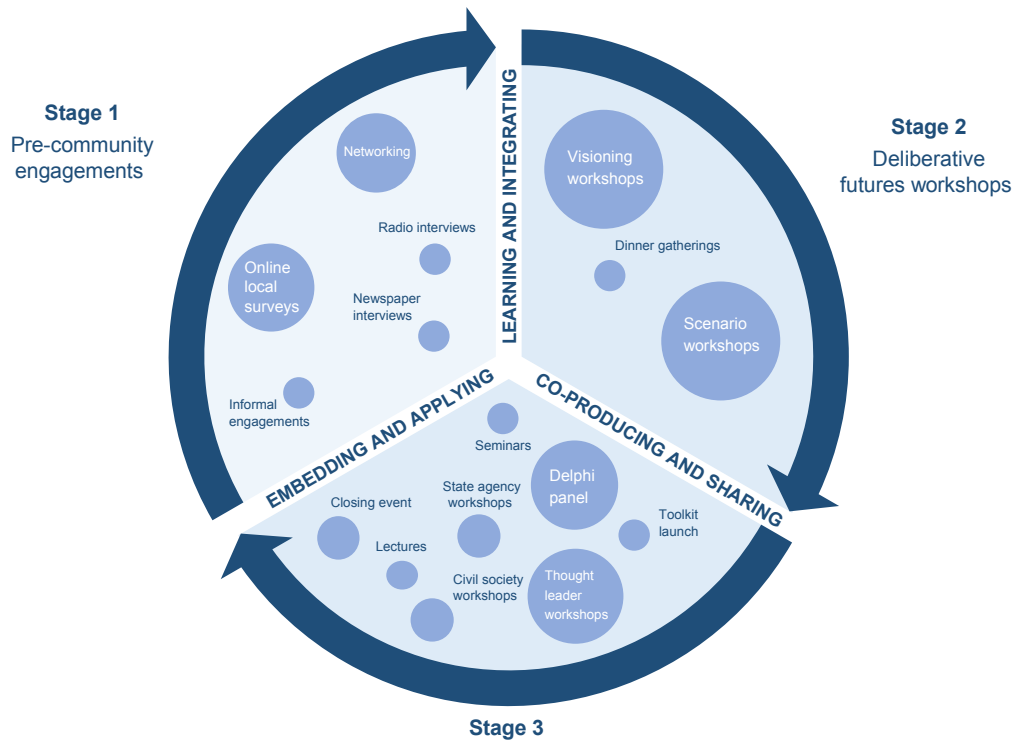 Stage 1
Pre-community
engagements
Networking
Radio interviews
Online
local
surveys
Newspaper
interviews
Informal
engagements
LEARNING AND INTEGRATING
Stage 2
Deliberative
futures workshops
Visioning
workshops
Dinner gatherings
Scenario
workshops
CO-PRODUCING AND SHARING
EMBEDDING AND APPLYING
Seminars
Delphi
panel
State agency
workshops
Closing event
Toolkit
launch
Lectures
Civil society
workshops
Thought
leader
workshops
Stage 3